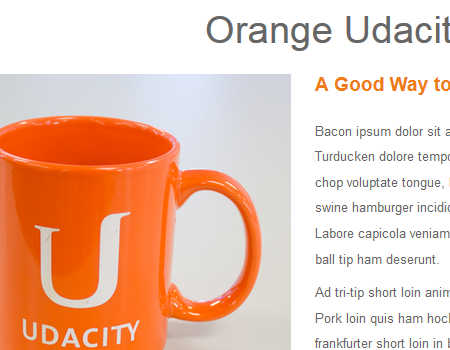 Orange Udacit
A Good Way to
Bacon ipsum dolor sit a
Turducken dolore tempo
chop voluptate tongue,
swine hamburger incidid
Labore capicola veniam
ball tip ham deserunt.
Ad tri-tip short loin anim
Pork loin quis ham hock
frankfurter short loin in b
U
UDACITY